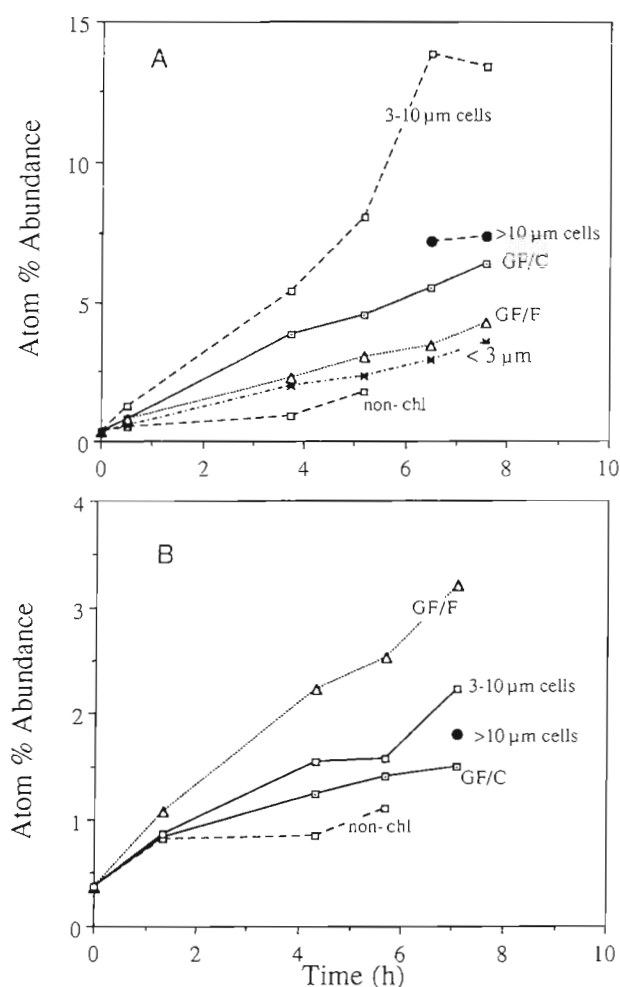 15
A
3-10 µm cells
10
>10 µm cells
GF/C
5
GF/F
< 3 µm
non-chl
0
0 2 4 6 8 10
Atom % Abundance
4
B
GF/F
3
3-10 µm cells
2
>10 µm cells
GF/C
1
non-chl
0
0 2 4 6 8 10
Atom % Abundance
Time (h)